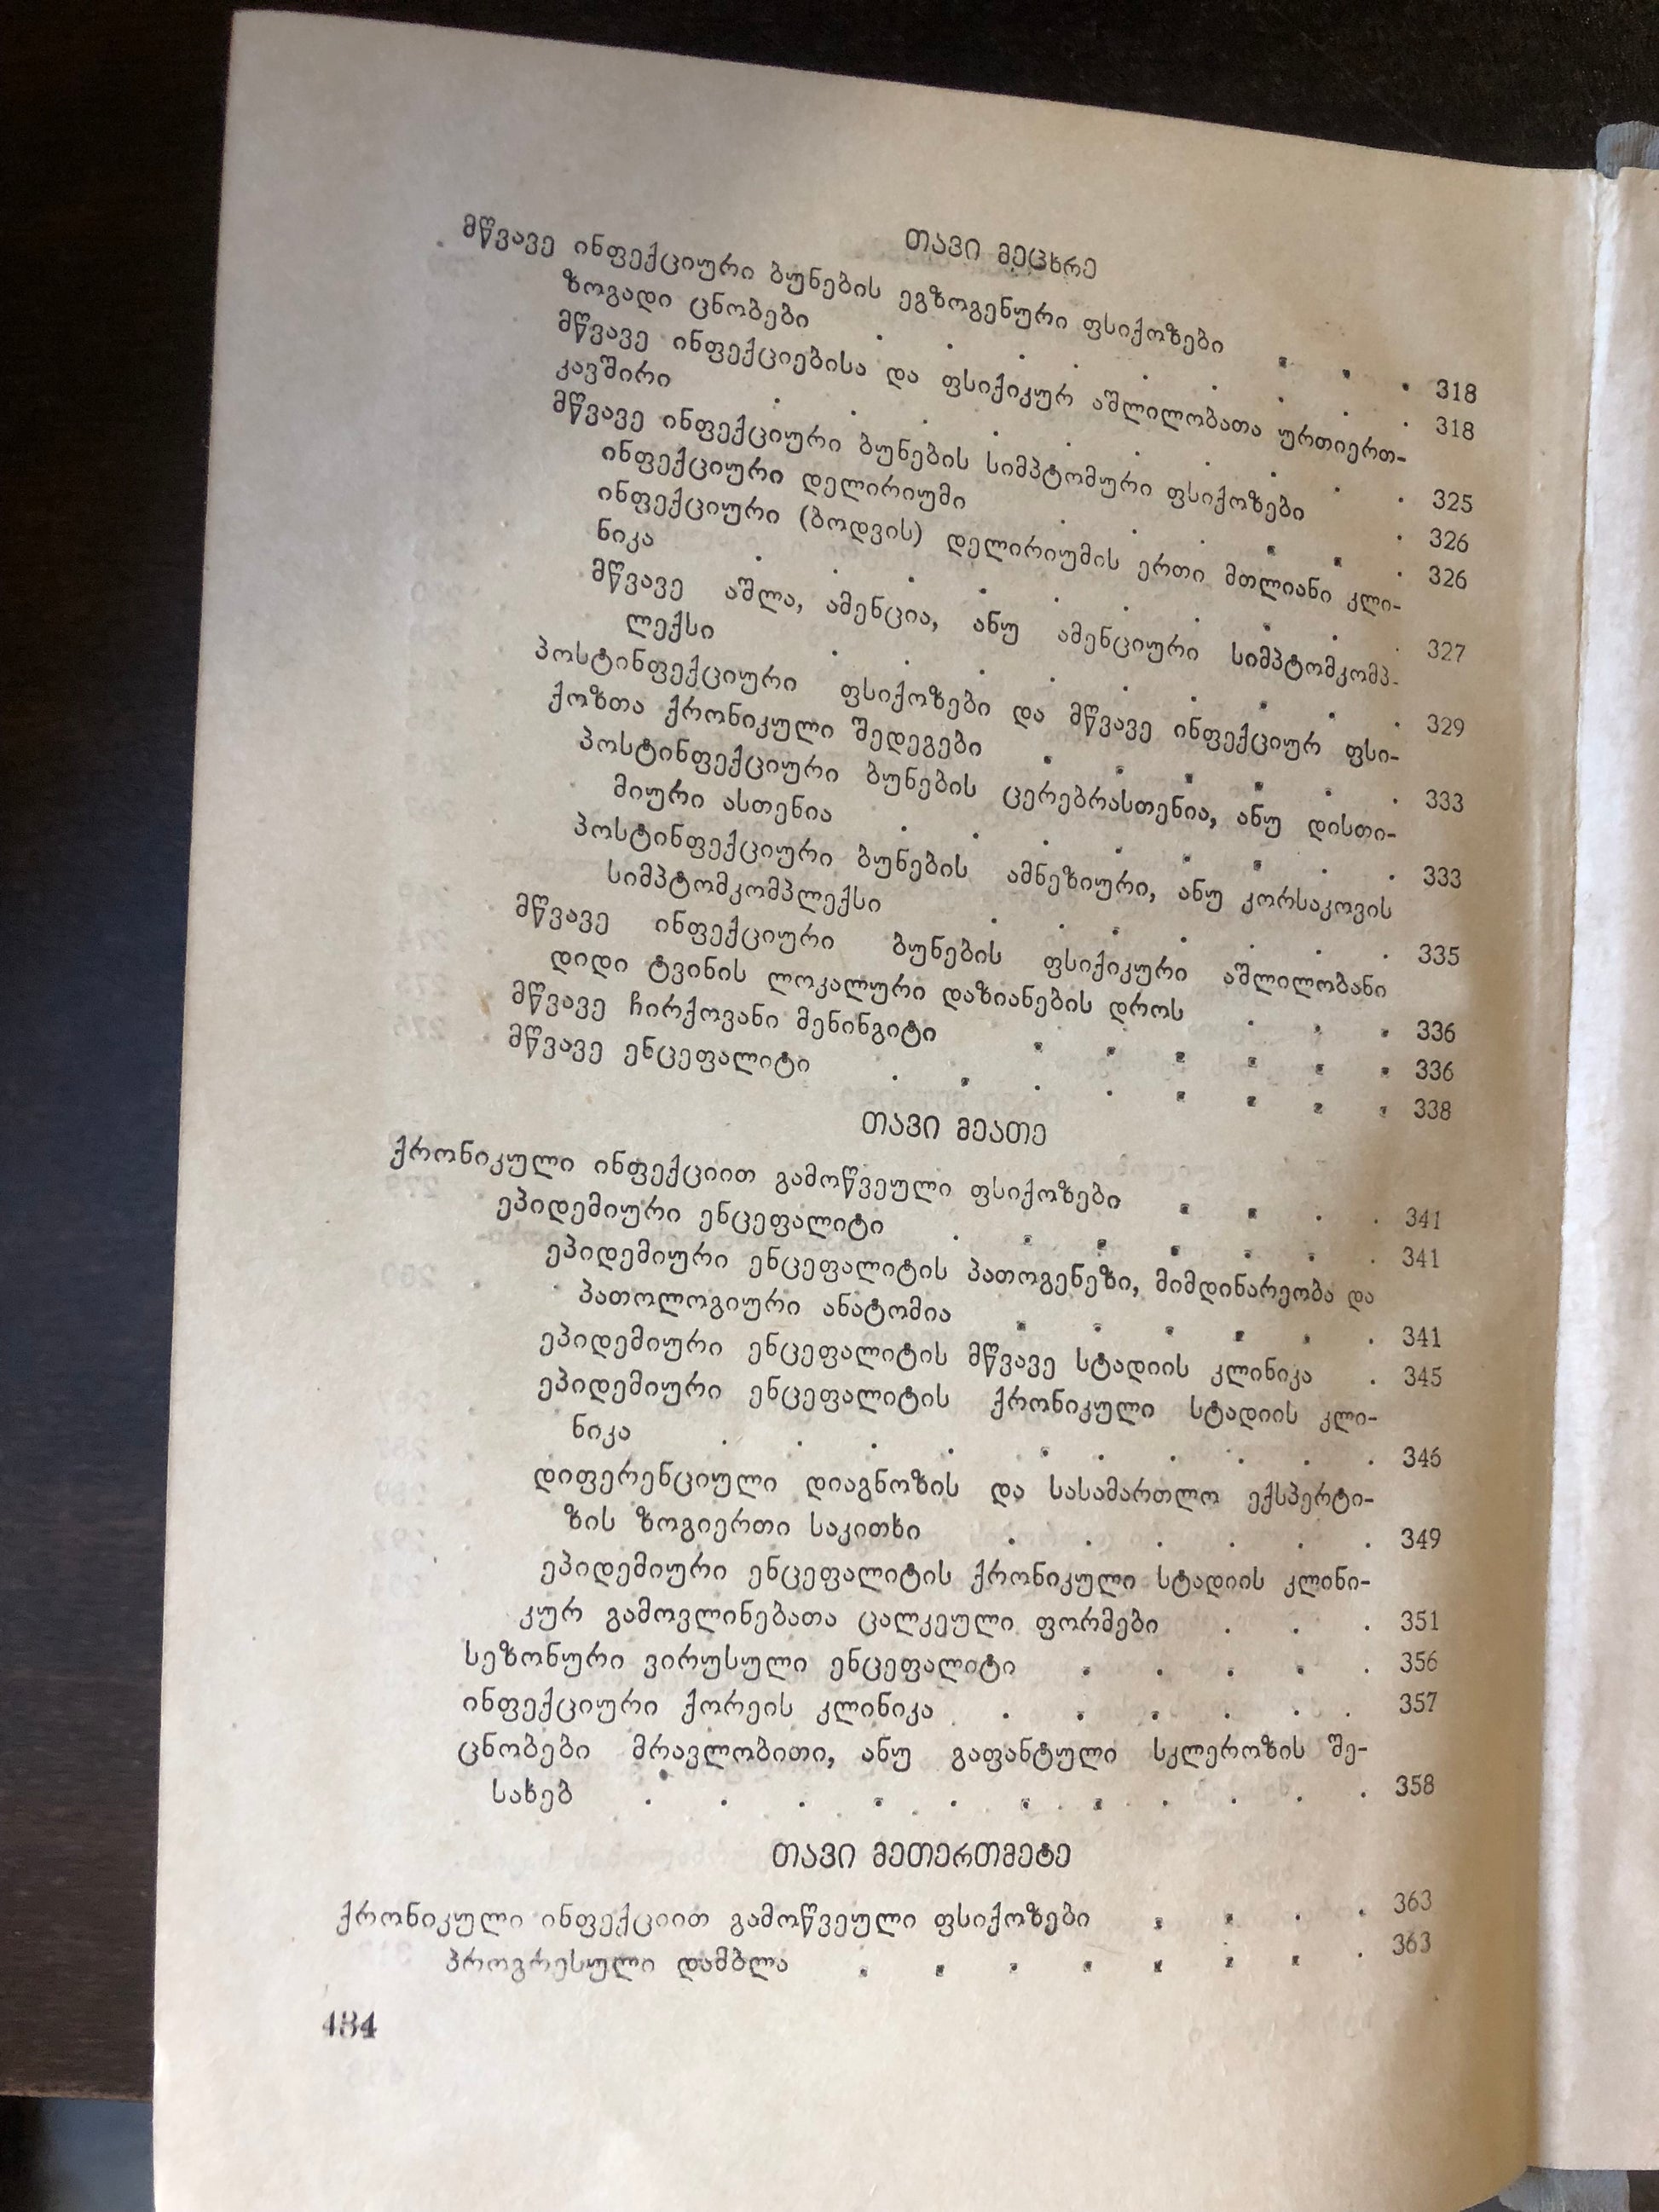 თავი მეცხრე
მწვავე ინფექციური ბუნების ეგზოგენური ფსიქოზები . . . 318
ზოგადი ცნობები . . . . . . . . 318
მწვავე ინფექციებისა და ფსიქიკურ აშლილობათა ურთიერთ-
კავშირი . . . . . . . . . 325
მწვავე ინფექციური ბუნების სიმპტომური ფსიქოზები . 326
ინფექციური დელირიუმი . . . . . 326
ინფექციური (ბოდვის) დელირიუმის ერთი მთლიანი კლი-
ნიკა . . . . . . . . . 327
მწვავე აშლა, ამენცია, ანუ ამენციური სიმპტომკომპ-
ლექსი . . . . . . . . 329
პოსტინფექციური ფსიქოზები და მწვავე ინფექციურ ფსი-
ქოზთა ქრონიკული შედეგები . . . . . . 333
პოსტინფექციური ბუნების ცერებრასთენია, ანუ დისთი-
მიური ასთენია . . . . . . . . 333
პოსტინფექციური ბუნების ამნეზიური, ანუ კორსაკოვის
სიმპტომკომპლექსი . . . . . . 335
მწვავე ინფექციური ბუნების ფსიქიკური აშლილობანი
დიდი ტვინის ლოკალური დაზიანების დროს . . . 336
მწვავე ჩირქოვანი მენინგიტი . . . . . . 336
მწვავე ენცეფალიტი . . . . . . . . 338
თავი მეათე
ქრონიკული ინფექციით გამოწვეული ფსიქოზები . . . . 341
ეპიდემიური ენცეფალიტი . . . . . . . 341
ეპიდემიური ენცეფალიტის პათოგენეზი, მიმდინარეობა და
პათოლოგიური ანატომია . . . . . . 341
ეპიდემიური ენცეფალიტის მწვავე სტადიის კლინიკა . 345
ეპიდემიური ენცეფალიტის ქრონიკული სტადიის კლი-
ნიკა . . . . . . . . . . 346
დიფერენციული დიაგნოზის და სასამართლო ექსპერტი-
ზის ზოგიერთი საკითხი . . . . . . 349
ეპიდემიური ენცეფალიტის ქრონიკული სტადიის კლინი-
კურ გამოვლინებათა ცალკეული ფორმები . . . 351
სეზონური ვირუსული ენცეფალიტი . . . . . 356
ინფექციური ქორეის კლინიკა . . . . . . 357
ცნობები მრავლობითი, ანუ გაფანტული სკლეროზის შე-
სახებ . . . . . . . . . . . 358
თავი მეთერთმეტე
ქრონიკული ინფექციით გამოწვეული ფსიქოზები . . . . 363
პროგრესული დამბლა . . . . . . . . 363
484